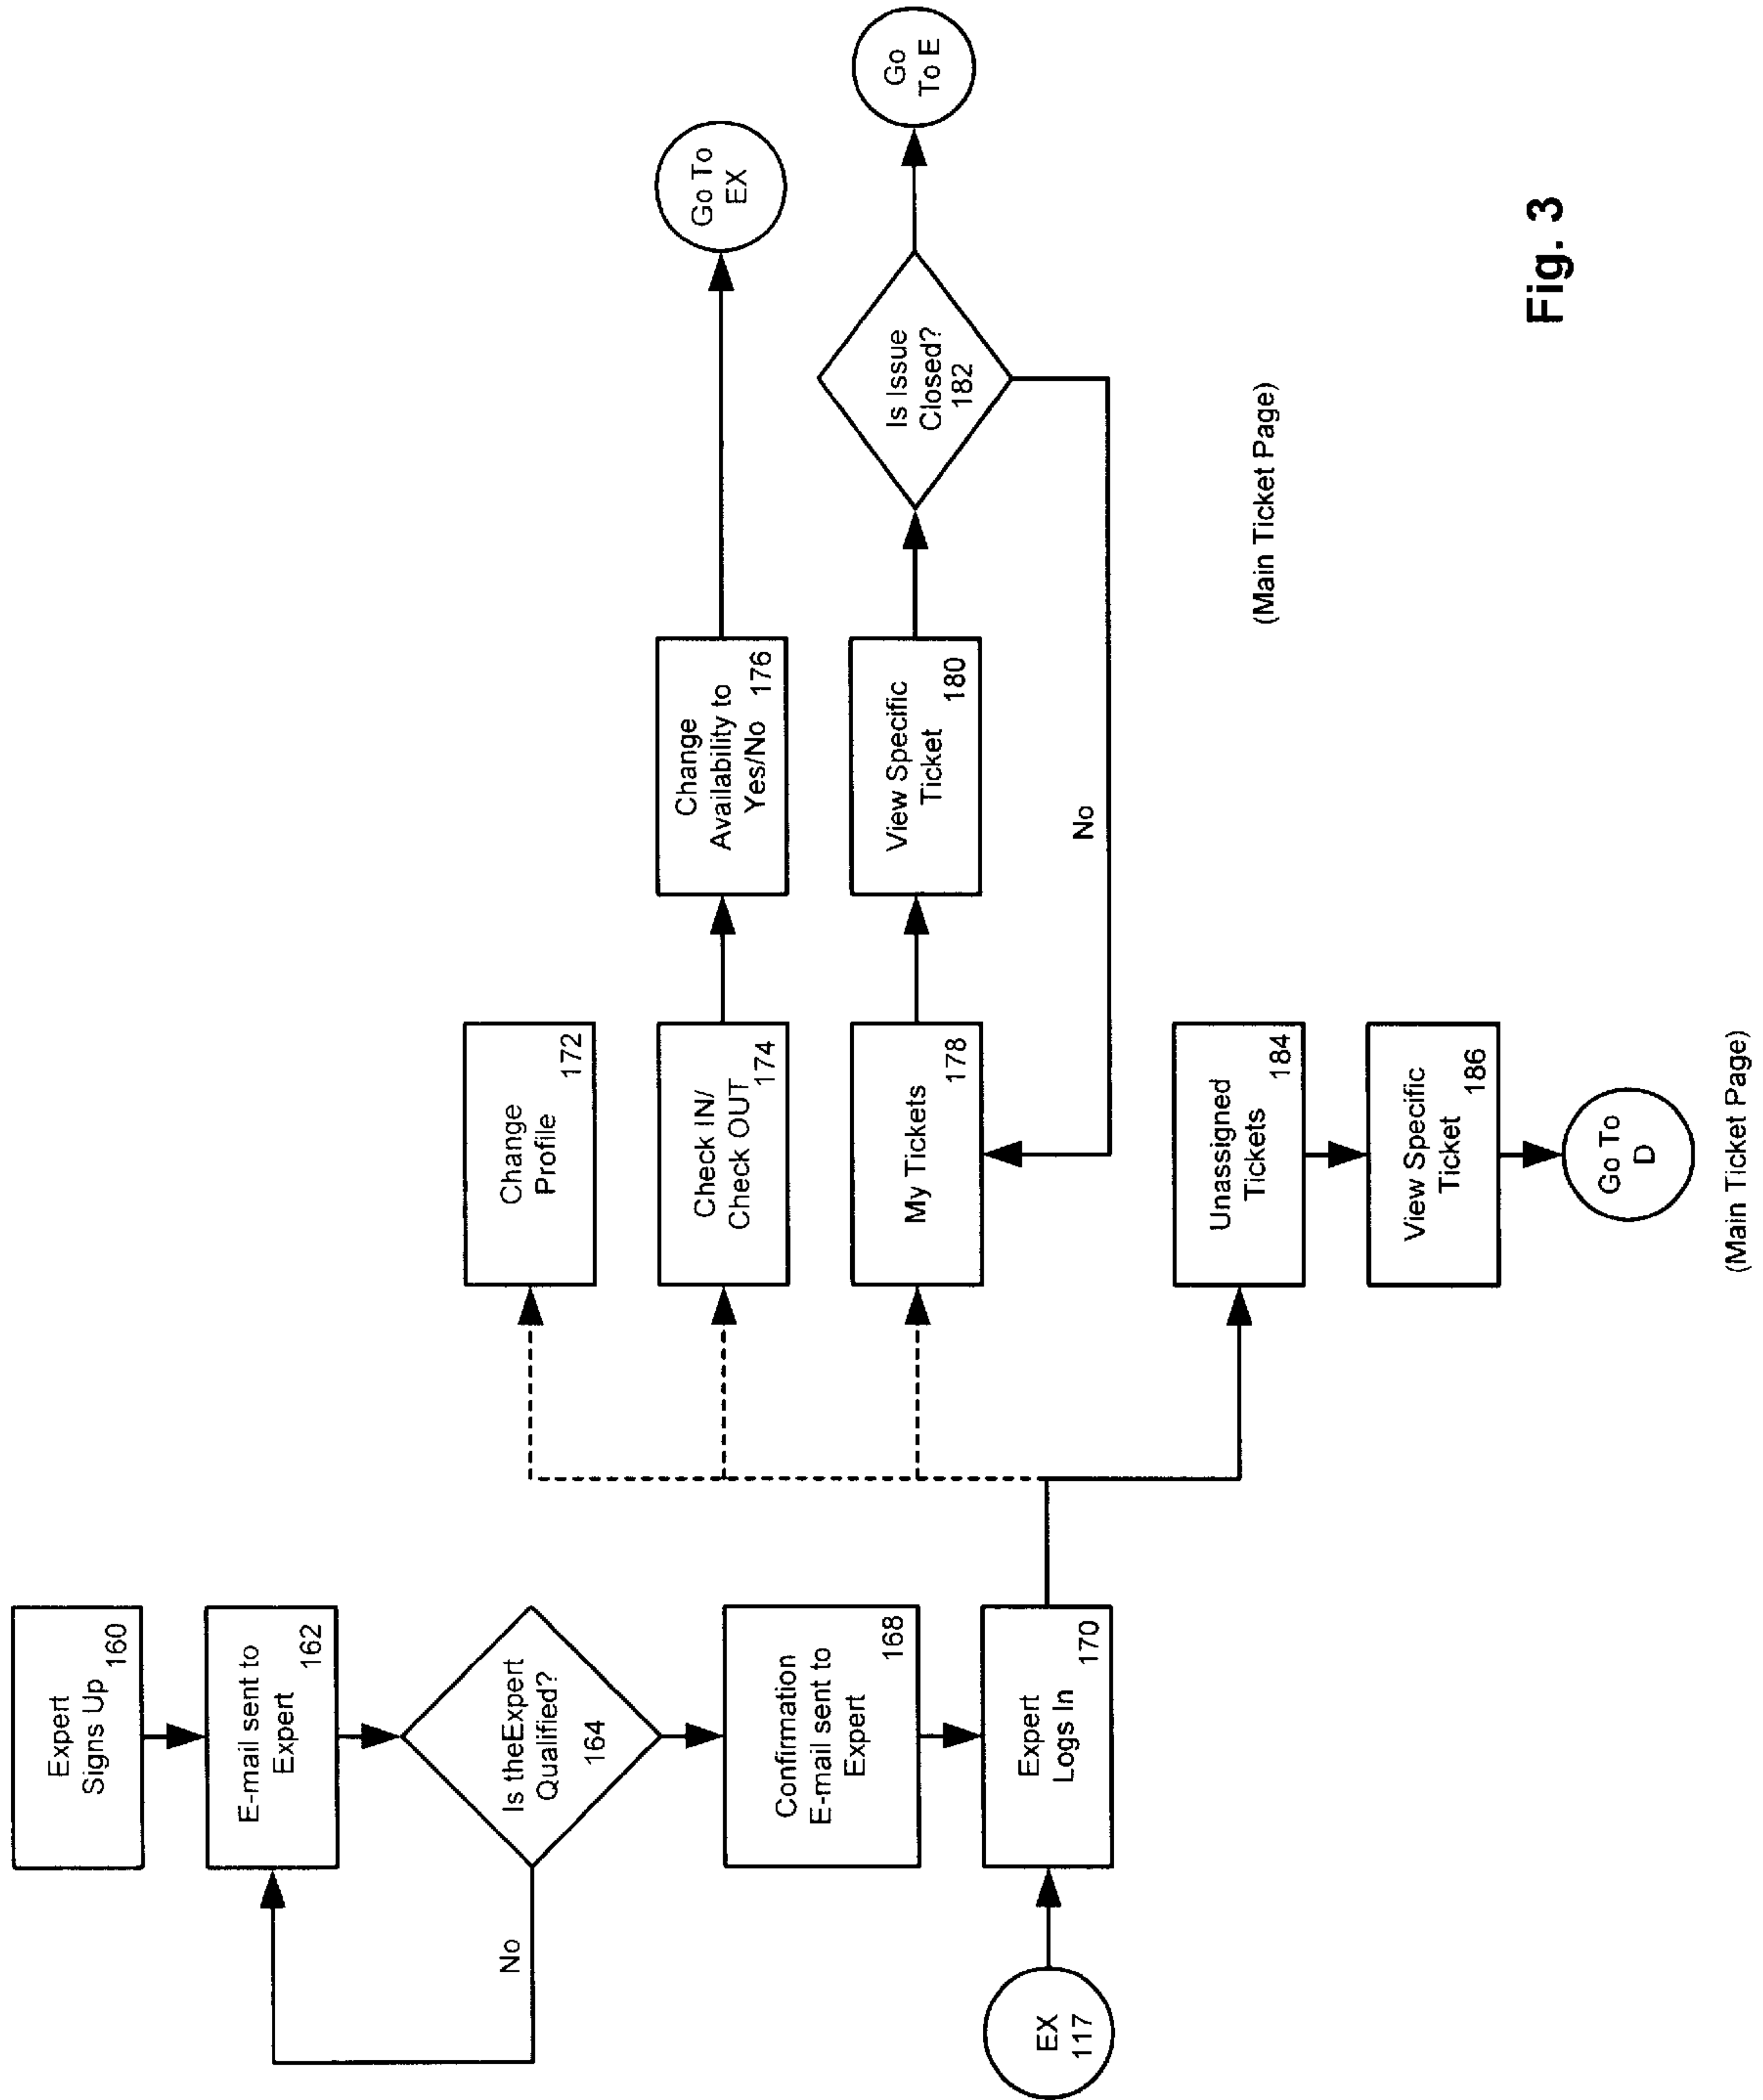 Expert
Signs Up
160
E-mail sent to
Expert
162
Is theExpert
Qualified?
164
No
Confirmation
E-mail sent to
Expert
168
EX
117
Expert
Logs In
170
Change
Profile
172
Check IN/
Check OUT 174
Change
Availability to
Yes/No 176
Go To
EX
My Tickets
178
View Specific
Ticket
180
Is Issue
Closed?
182
No
Go
To E
(Main Ticket Page)
Unassigned
Tickets
184
View Specific
Ticket
186
Go To
D
(Main Ticket Page)
Fig. 3